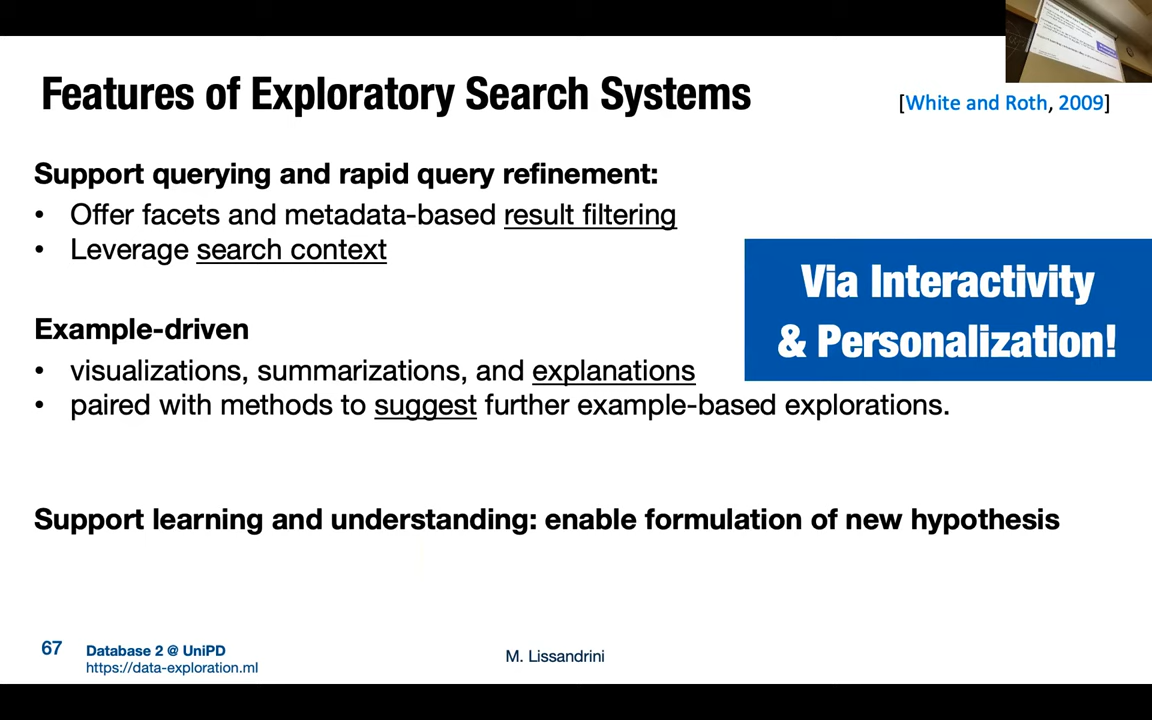 Features of Exploratory Search Systems
[White and Roth, 2009]
Support querying and rapid query refinement:
• Offer facets and metadata-based result filtering
• Leverage search context
Via Interactivity
& Personalization!
Example-driven
• visualizations, summarizations, and explanations
• paired with methods to suggest further example-based explorations.
Support learning and understanding: enable formulation of new hypothesis
67
Database 2 @ UniPD
https://data-exploration.ml
M. Lissandrini